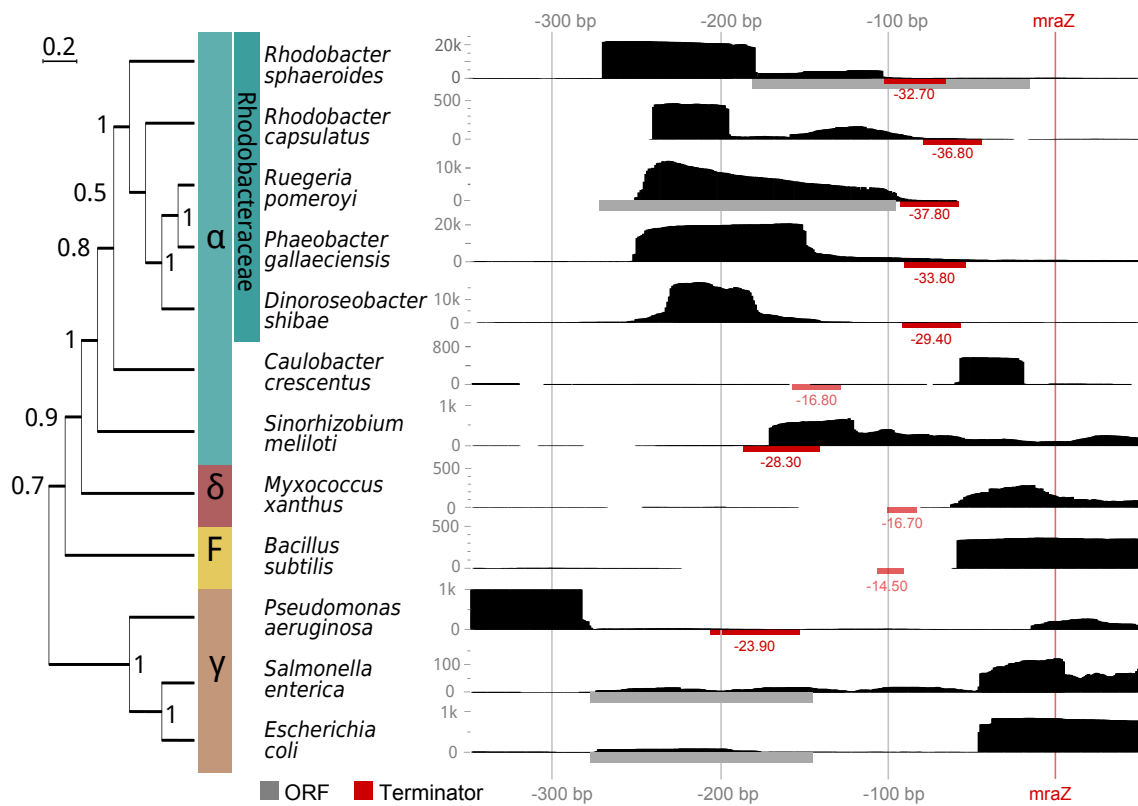 -300 bp -200 bp -100 bp mraZ
0.2
Rhodobacter
sphaeroides
20k
0
-32.70
Rhodobacter
capsulatus
500
0
-36.80
Ruegeria
pomeroyi
10k
0
-37.80
Phaeobacter
gallaeciensis
20k
0
-33.80
Dinoroseobacter
shibae
10k
0
-29.40
Caulobacter
crescentus
800
0
-16.80
Sinorhizobium
meliloti
1k
0
-28.30
Myxococcus
xanthus
500
0
-16.70
Bacillus
subtilis
500
0
-14.50
Pseudomonas
aeruginosa
1k
0
-23.90
Salmonella
enterica
100
0
Escherichia
coli
1k
0
Rhodobacteraceae
α
δ
F
γ
1
0.5
1
0.8
1
1
0.9
0.7
1
1
ORF Terminator
-300 bp -200 bp -100 bp mraZ